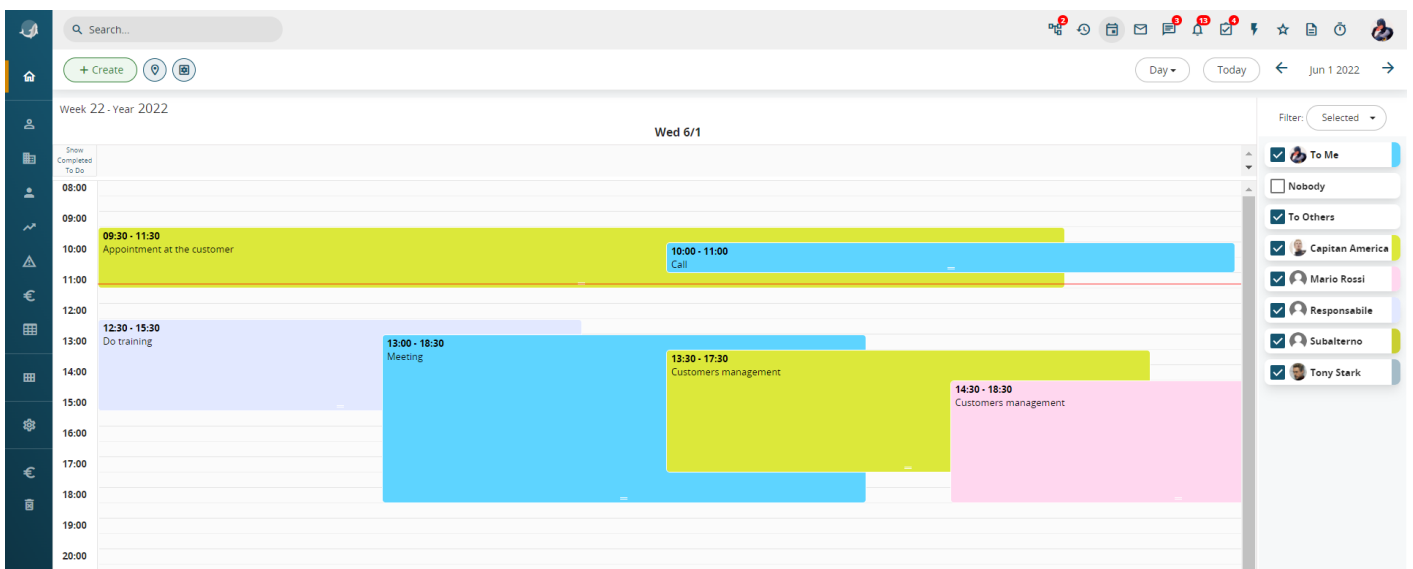 Search...
2
3
13
4
+ Create
Day
Today
Jun 1 2022
Week 22 - Year 2022
Wed 6/1
Filter:
Selected
Show
Completed
To Do
To Me
Nobody
To Others
Capitan America
Mario Rossi
Responsabile
Subalterno
Tony Stark
08:00
09:00
10:00
11:00
12:00
13:00
14:00
15:00
16:00
17:00
18:00
19:00
20:00
09:30 - 11:30
Appointment at the customer
10:00 - 11:00
Call
12:30 - 15:30
Do training
13:00 - 18:30
Meeting
13:30 - 17:30
Customers management
14:30 - 18:30
Customers management